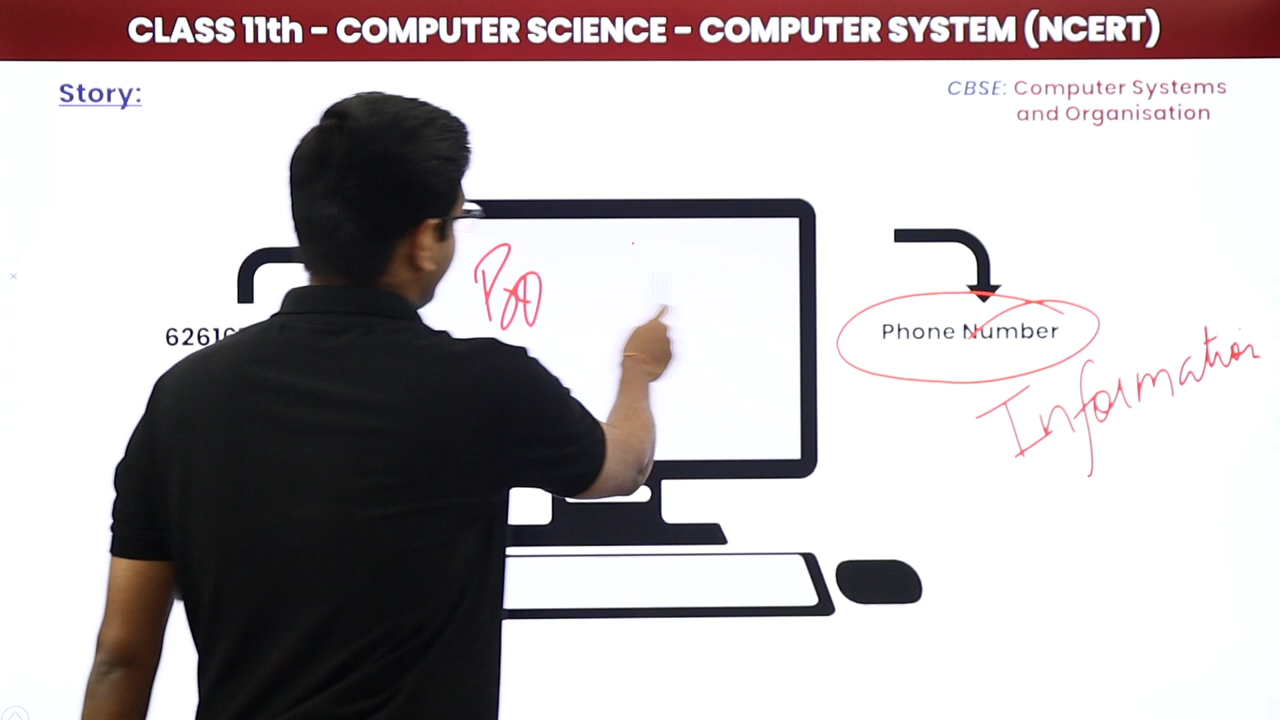 CLASS 11th - COMPUTER SCIENCE - COMPUTER SYSTEM (NCERT)
Story:
CBSE: Computer Systems
and Organisation
Phone Number
Information